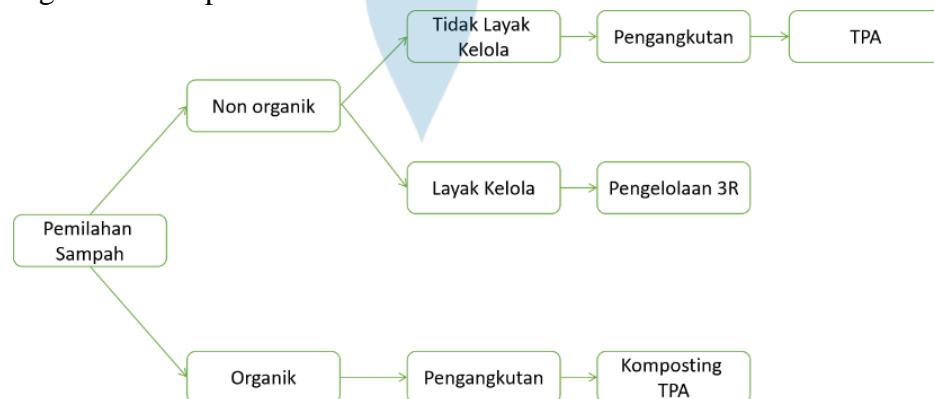 Tidak Layak
Kelola
Pengangkutan
TPA
Non organik
Layak Kelola
Pengelolaan 3R
Pemilahan
Sampah
Organik
Pengangkutan
Komposting
TPA